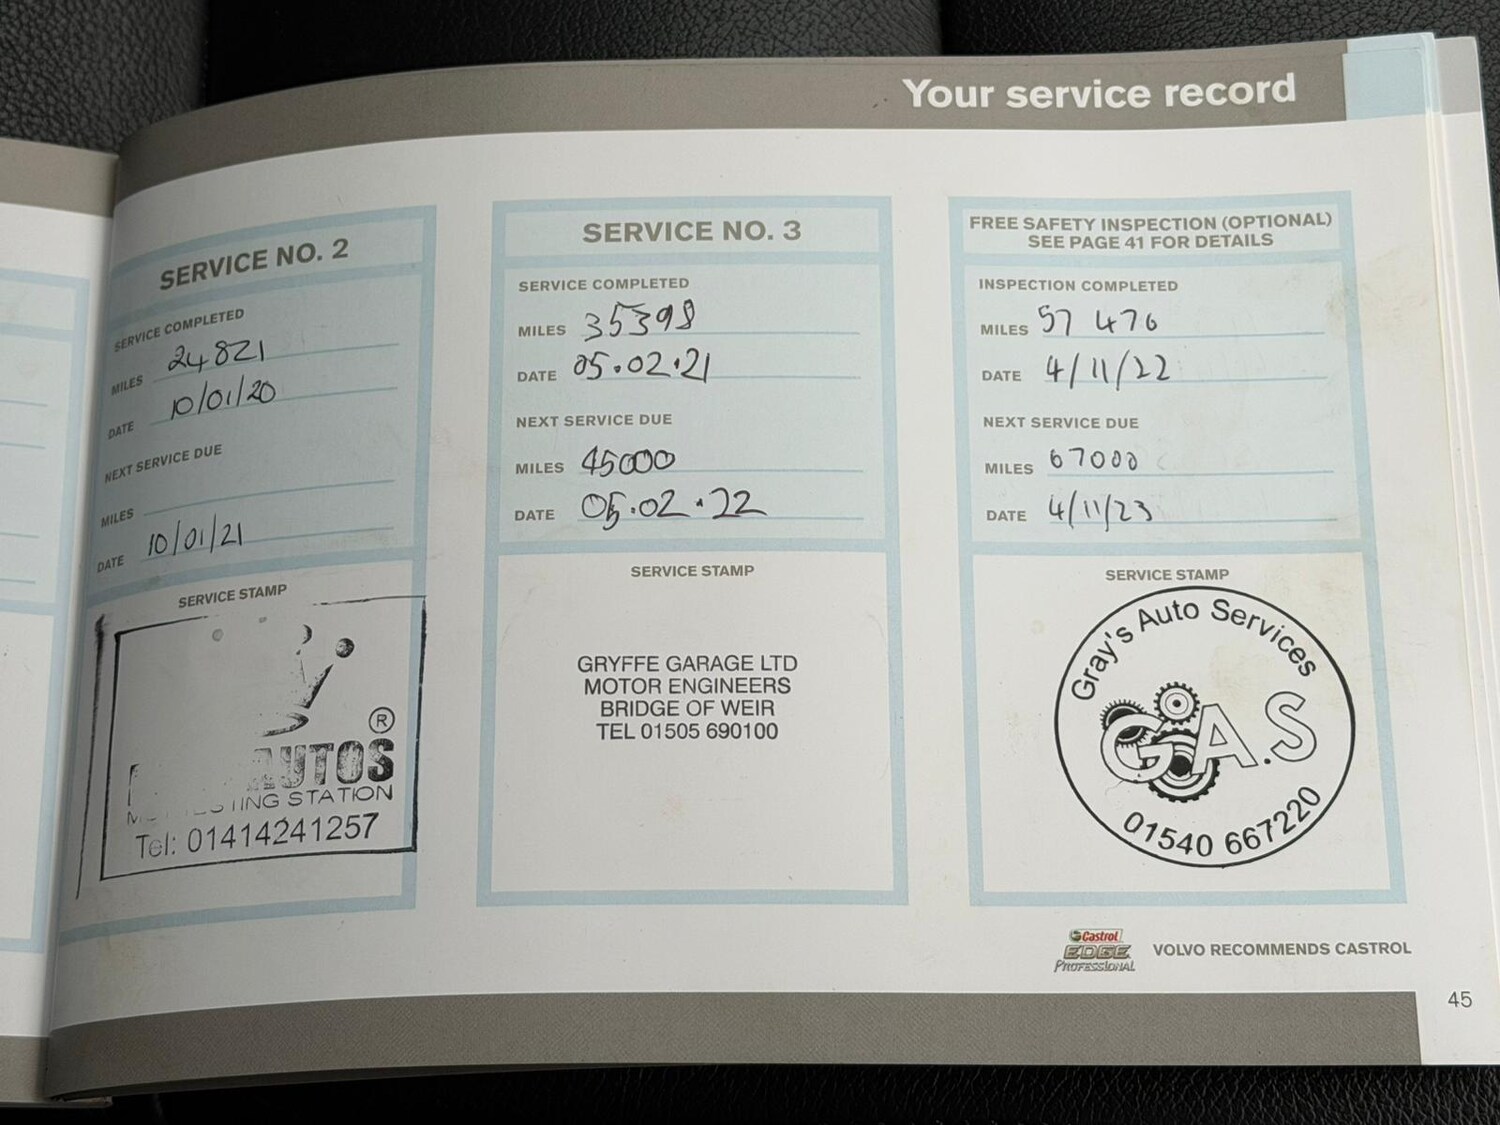 Your service record
SERVICE NO. 2
SERVICE COMPLETED
MILES 24821
DATE 10/01/20
NEXT SERVICE DUE
MILES
DATE 10/01/21
SERVICE STAMP
®
AUTOS
STATION
Tel: 01414241257
SERVICE NO. 3
SERVICE COMPLETED
MILES 35398
DATE 05.02.21
NEXT SERVICE DUE
MILES 45000
DATE 05.02.22
SERVICE STAMP
GRYFFE GARAGE LTD
MOTOR ENGINEERS
BRIDGE OF WEIR
TEL 01505 690100
FREE SAFETY INSPECTION (OPTIONAL)
SEE PAGE 41 FOR DETAILS
INSPECTION COMPLETED
MILES 57 476
DATE 4/11/22
NEXT SERVICE DUE
MILES 67000
DATE 4/11/23
SERVICE STAMP
Gray's Auto Services
G.A.S
01540 667220
Castrol
EDGE
PROFESSIONAL
VOLVO RECOMMENDS CASTROL
45